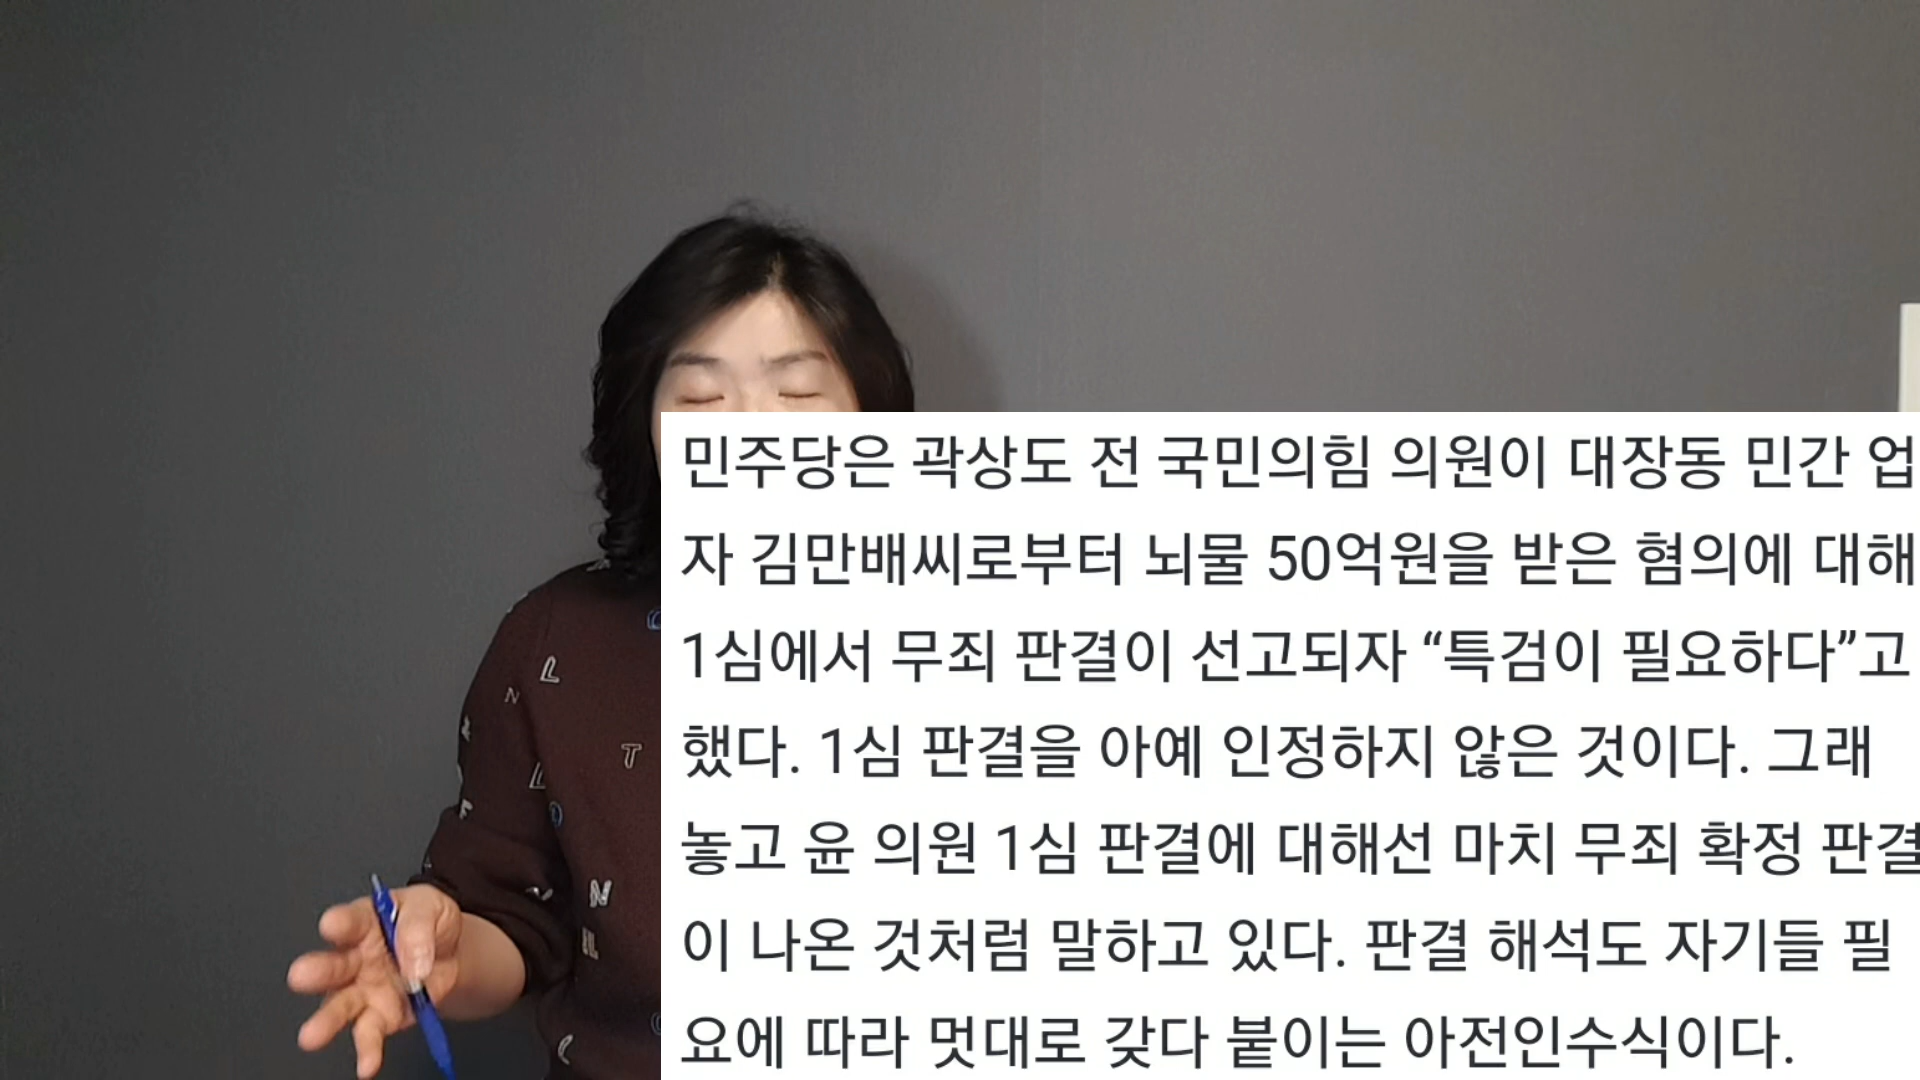 민주당은 곽상도 전 국민의힘 의원이 대장동 민간 업
자 김만배씨로부터 뇌물 50억원을 받은 혐의에 대해
1심에서 무죄 판결이 선고되자 “특검이 필요하다”고
했다. 1심 판결을 아예 인정하지 않은 것이다. 그래
놓고 윤 의원 1심 판결에 대해선 마치 무죄 확정 판결
이 나온 것처럼 말하고 있다. 판결 해석도 자기들 필
요에 따라 멋대로 갖다 붙이는 아전인수식이다.